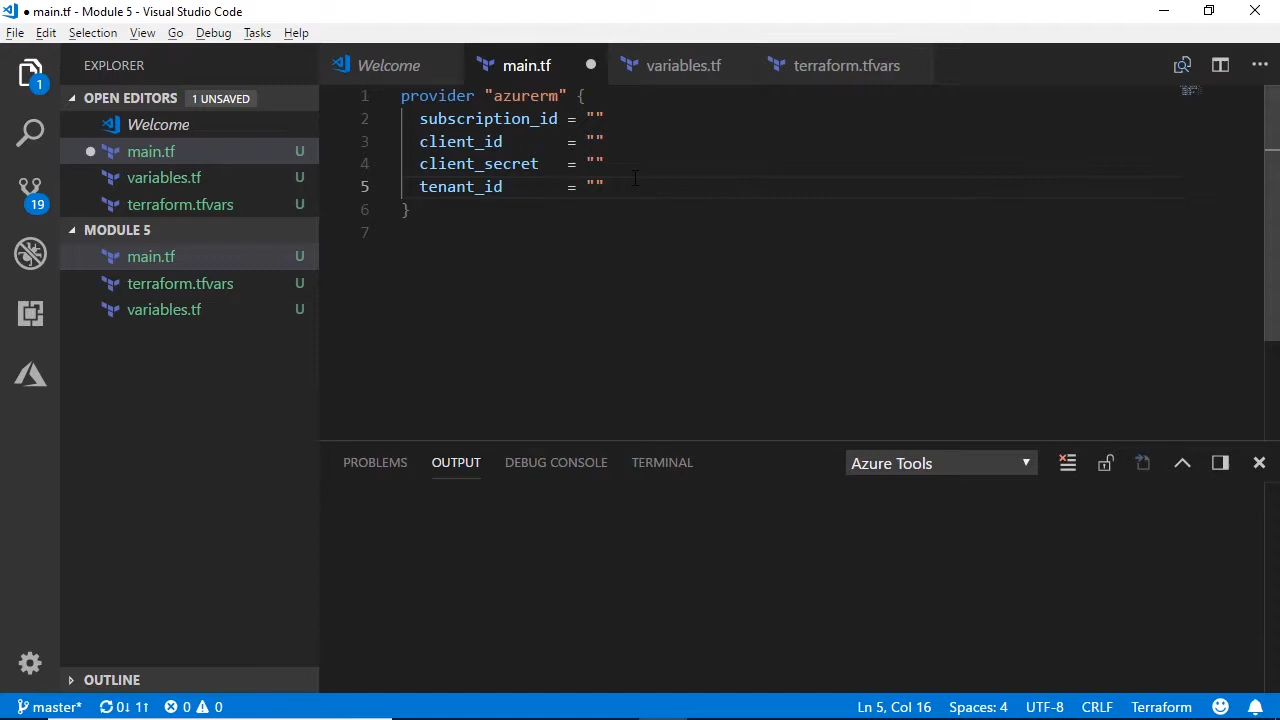 ● main.tf - Module 5 - Visual Studio Code
File Edit Selection View Go Debug Tasks Help
EXPLORER
1
OPEN EDITORS 1 UNSAVED
Welcome
main.tf U
variables.tf U
terraform.tfvars U
19
MODULE 5
main.tf U
terraform.tfvars U
variables.tf U
OUTLINE
Welcome main.tf variables.tf terraform.tfvars
1 provider "azurerm" {
2 subscription_id = ""
3 client_id = ""
4 client_secret = ""
5 tenant_id = ""
6 }
7
PROBLEMS OUTPUT DEBUG CONSOLE TERMINAL Azure Tools
master* 0↓ 1↑ 0 0 Ln 5, Col 16 Spaces: 4 UTF-8 CRLF Terraform